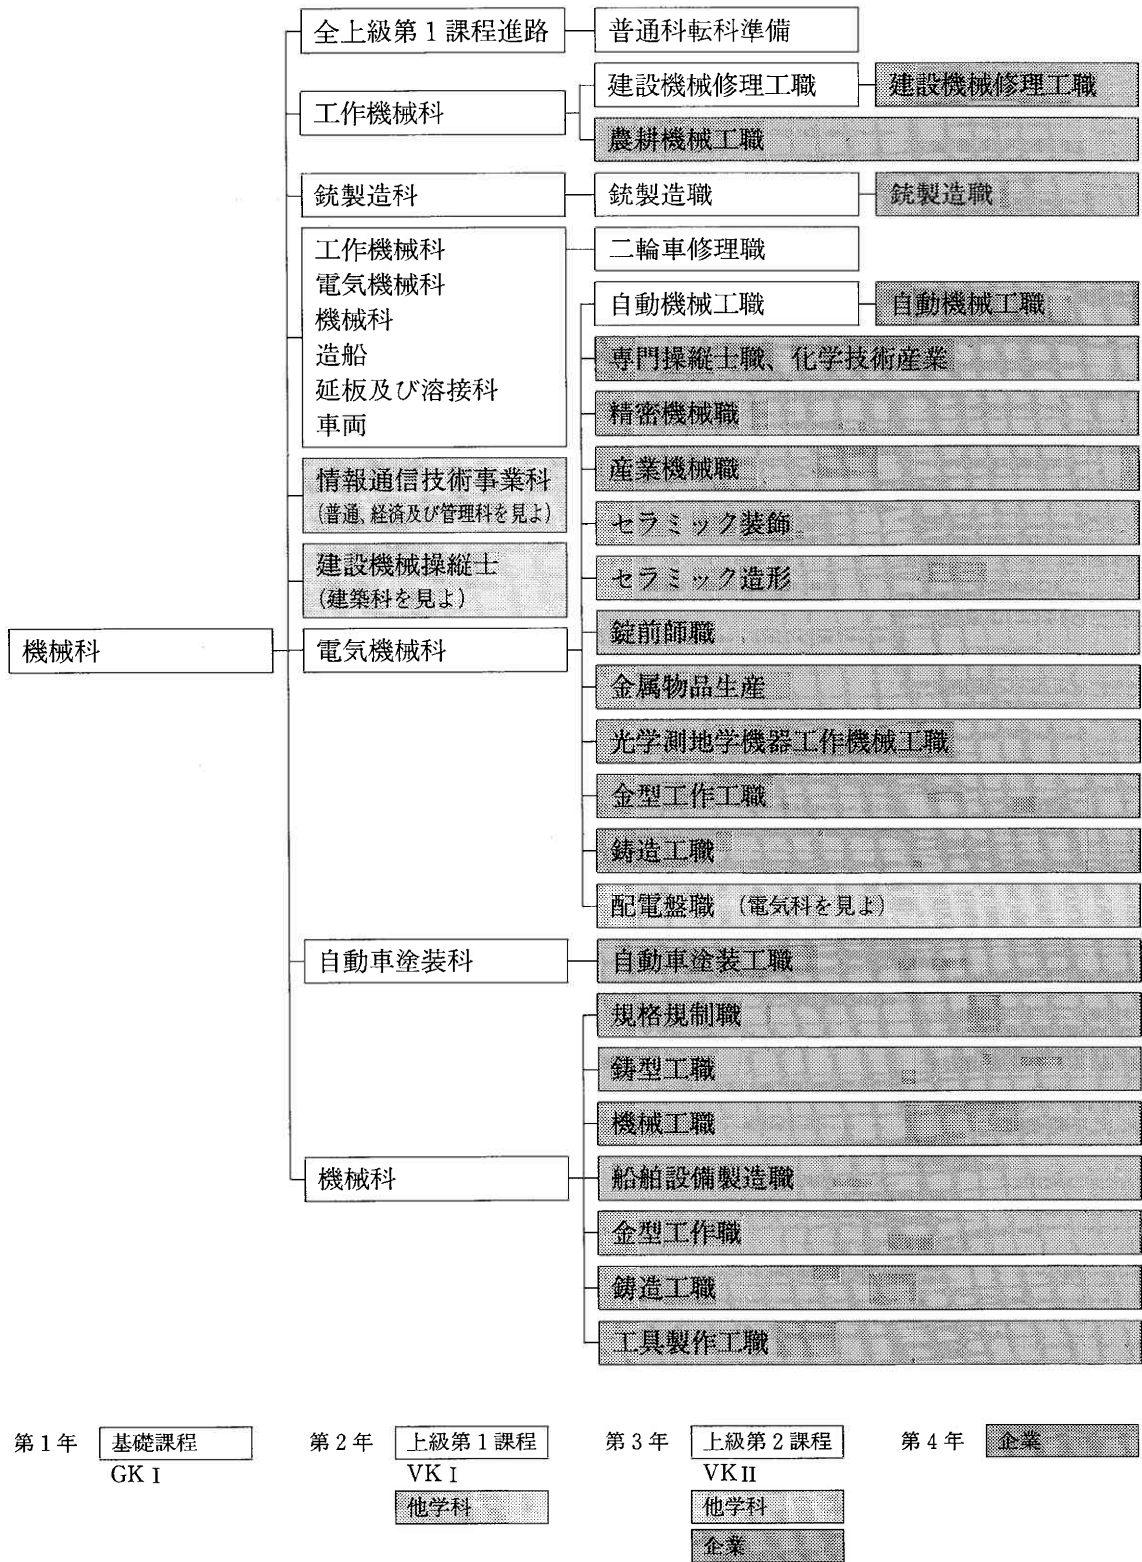 全上級第1課程進路
普通科転科準備
工作機械科
建設機械修理工職
建設機械修理工職
農耕機械工職
銃製造科
銃製造職
銃製造職
工作機械科
電気機械科
機械科
造船
延板及び溶接科
車両
二輪車修理職
自動機械工職
自動機械工職
専門操縦士職、化学技術産業
精密機械職
産業機械職
情報通信技術事業科
(普通、経済及び管理科を見よ)
セラミック装飾
建設機械操縦士
(建築科を見よ)
セラミック造形
機械科
電気機械科
錠前師職
金属物品生産
光学測地学機器工作機械工職
金型工作工職
鋳造工職
配電盤職 (電気科を見よ)
自動車塗装科
自動車塗装工職
規格規制職
鋳型工職
機械工職
機械科
船舶設備製造職
金型工作職
鋳造工職
工具製作工職
第1年 基礎課程
GK I
第2年 上級第1課程
VK I
他学科
第3年 上級第2課程
VK II
他学科
企業
第4年 企業